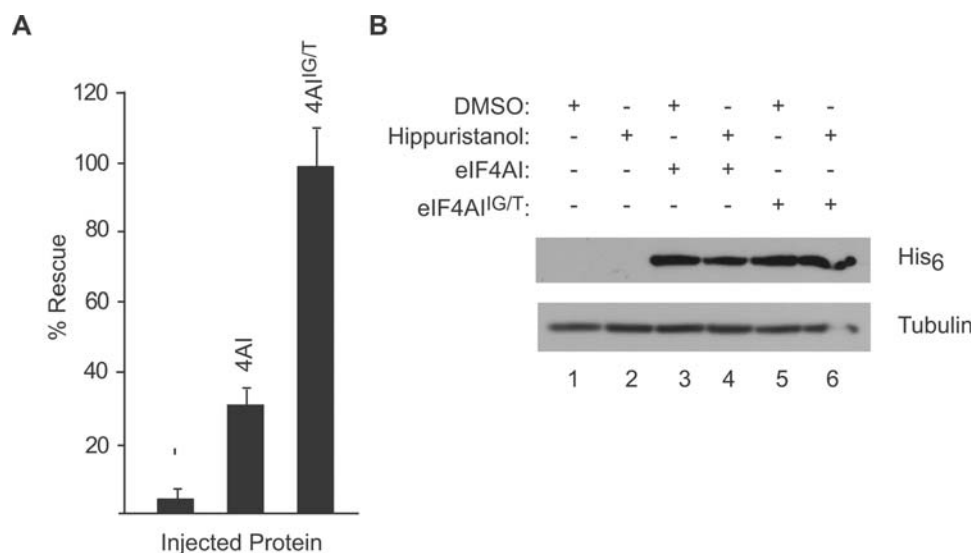 A
120
100
80
60
40
20
% Rescue
-
4AI
4AI^IG/T
Injected Protein
B
DMSO: + - + - + -
Hippuristanol: - + - + - +
eIF4AI: - - + + - -
eIF4AI^IG/T: - - - - + +
His6
Tubulin
1 2 3 4 5 6